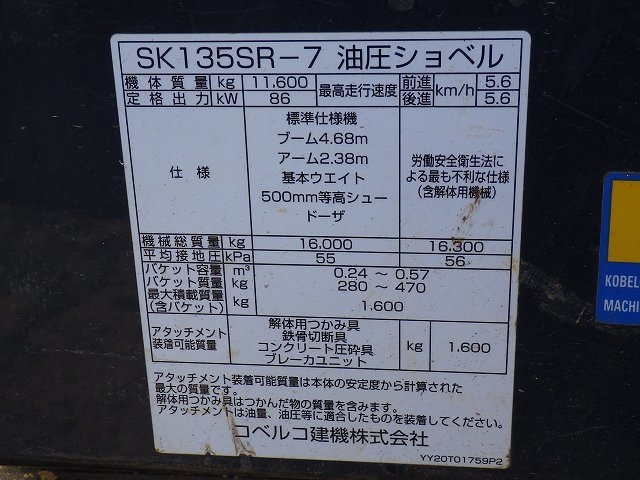 SK135SR-7 油圧ショベル
機体質量 kg 11,600 最高走行速度 前進 km/h 5.6
定格出力 kW 86 後進 5.6
仕様
標準仕様機
ブーム4.68m
アーム2.38m
基本ウエイト
500mm等高シュー
ドーザ
労働安全衛生法に
よる最も不利な仕様
(含解体用機械)
機械総質量 kg 16,000 16,300
平均接地圧 kPa 55 56
バケット容量 m³ 0.24 ～ 0.57
バケット質量 kg 280 ～ 470
最大積載質量
(含バケット) kg 1,600
アタッチメント
装着可能質量
解体用つかみ具
鉄骨切断具
コンクリート圧砕具
ブレーカユニット
kg 1,600
アタッチメント装着可能質量は本体の安定度から計算された
最大の質量です。
解体用つかみ具はつかんだ物の質量を含みます。
アタッチメントは油量、油圧等に適合したものを装着してください。
コベルコ建機株式会社
YY20T01759P2
KOBEL
MACHI